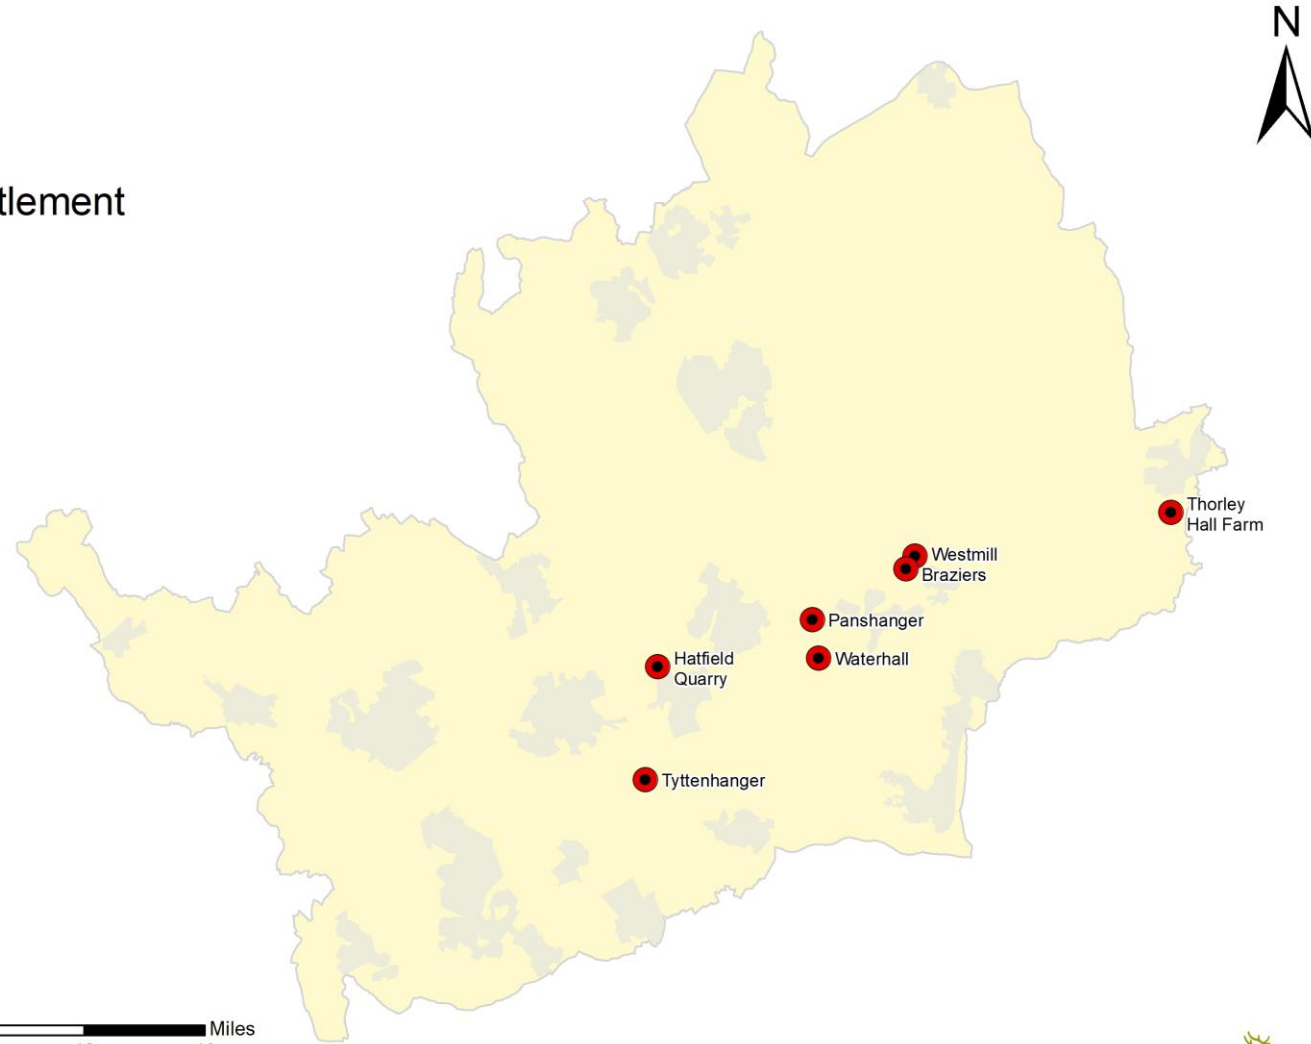 N
tlement
Thorley
Hall Farm
Westmill
Braziers
Panshanger
Waterhall
Hatfield
Quarry
Tyttenhanger
Miles